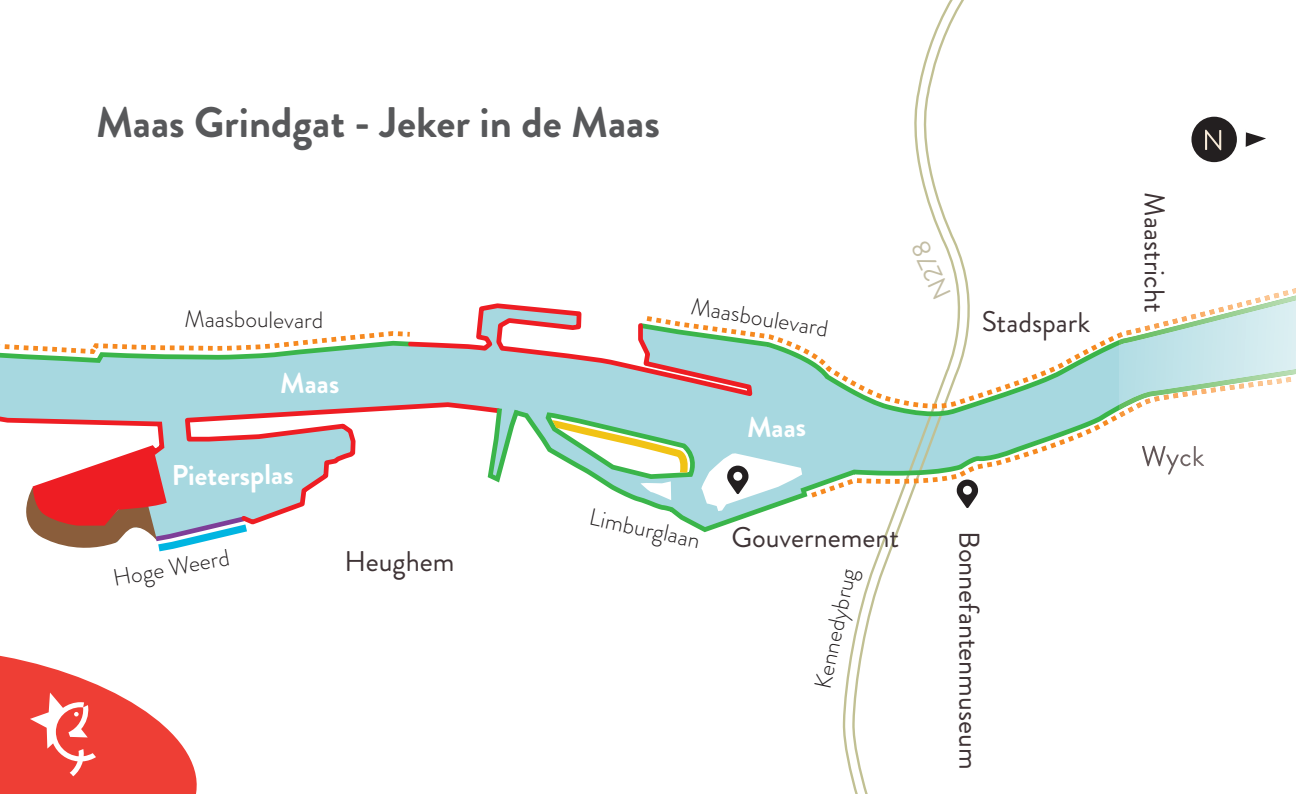 Maas Grindgat - Jeker in de Maas
N
Maastricht
N278
Maasboulevard
Maasboulevard
Stadspark
Maas
Maas
Wyck
Pietersplas
Limburglaan
Gouvernement
Hoge Weerd
Heughem
Kennedybrug
Bonnefantenmuseum